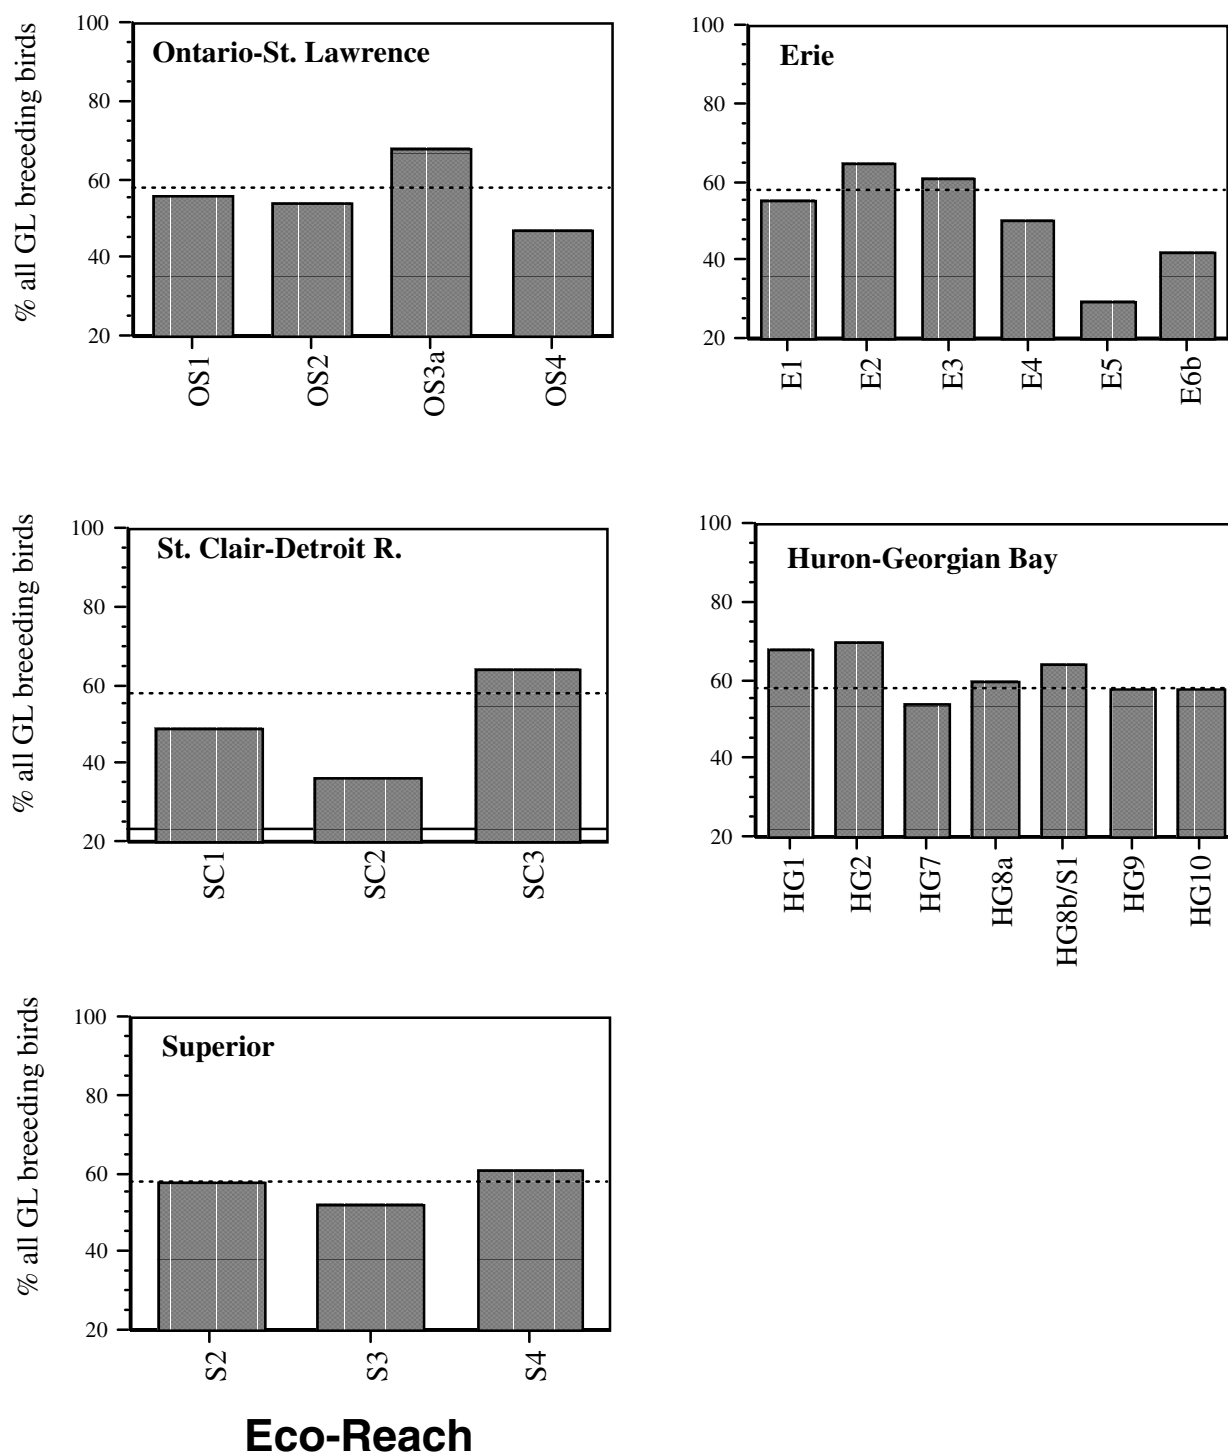 % all GL breeeding birds
Ontario-St. Lawrence
100
80
60
40
20
OS1 OS2 OS3a OS4
Erie
100
80
60
40
20
E1 E2 E3 E4 E5 E6b
% all GL breeeding birds
St. Clair-Detroit R.
100
80
60
40
20
SC1 SC2 SC3
Huron-Georgian Bay
100
80
60
40
20
HG1 HG2 HG7 HG8a HG8b/S1 HG9 HG10
% all GL breeeding birds
Superior
100
80
60
40
20
S2 S3 S4
Eco-Reach